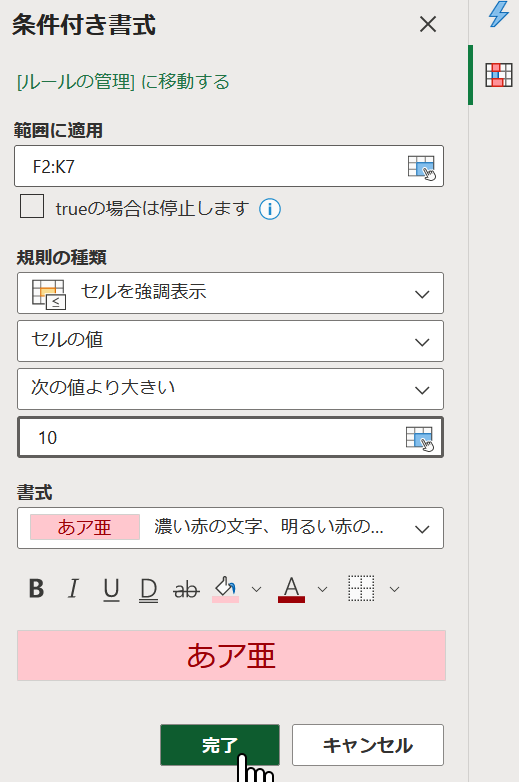 条件付き書式
[ルールの管理] に移動する
範囲に適用
F2:K7
trueの場合は停止します
規則の種類
セルを強調表示
セルの値
次の値より大きい
10
書式
あア亜 濃い赤の文字、明るい赤の...
B I U D ab A
あア亜
完了 キャンセル